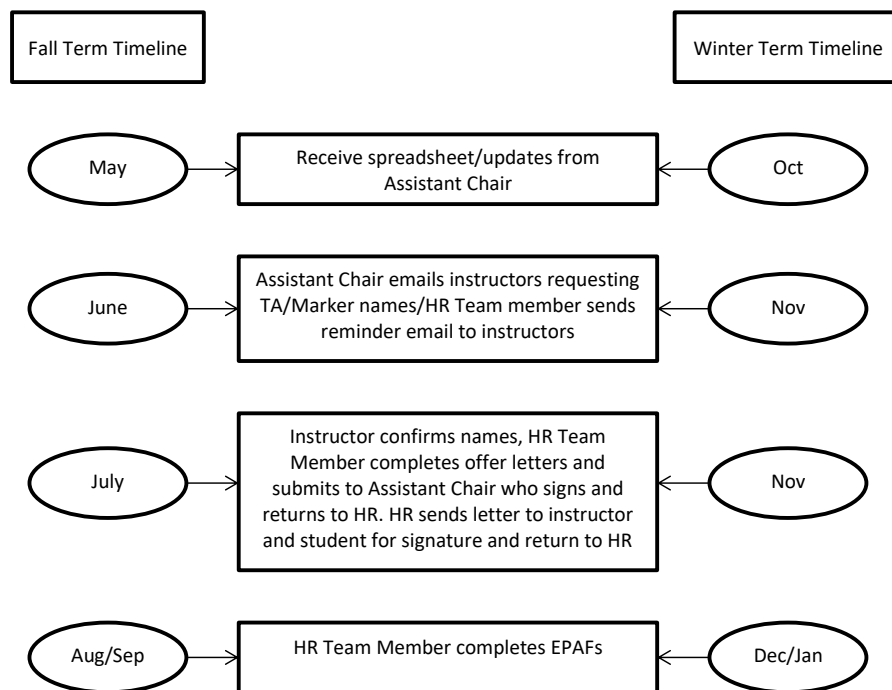 Fall Term Timeline
Winter Term Timeline
May
Receive spreadsheet/updates from
Assistant Chair
Oct
June
Assistant Chair emails instructors requesting
TA/Marker names/HR Team member sends
reminder email to instructors
Nov
July
Instructor confirms names, HR Team
Member completes offer letters and
submits to Assistant Chair who signs and
returns to HR. HR sends letter to instructor
and student for signature and return to HR
Nov
Aug/Sep
HR Team Member completes EPAFs
Dec/Jan